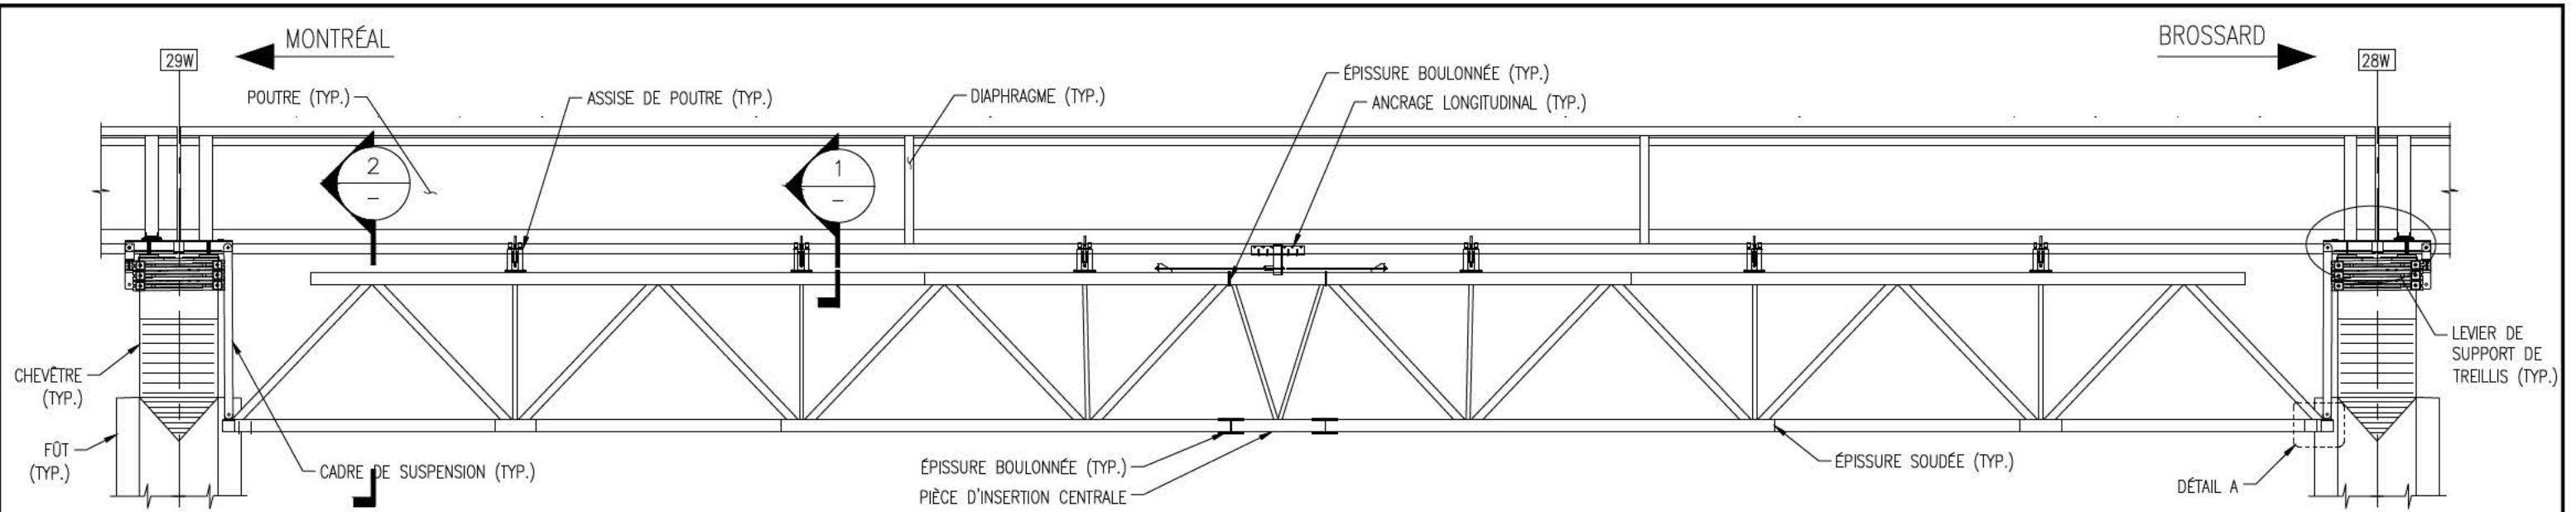 MONTRÉAL
BROSSARD
29W
28W
POUTRE (TYP.)
ASSISE DE POUTRE (TYP.)
DIAPHRAGME (TYP.)
ÉPISSURE BOULONNÉE (TYP.)
ANCRAGE LONGITUDINAL (TYP.)
2
–
1
–
CHEVÊTRE
(TYP.)
LEVIER DE
SUPPORT DE
TREILLIS (TYP.)
FÛT
(TYP.)
CADRE DE SUSPENSION (TYP.)
ÉPISSURE BOULONNÉE (TYP.)
PIÈCE D'INSERTION CENTRALE
ÉPISSURE SOUDÉE (TYP.)
DÉTAIL A